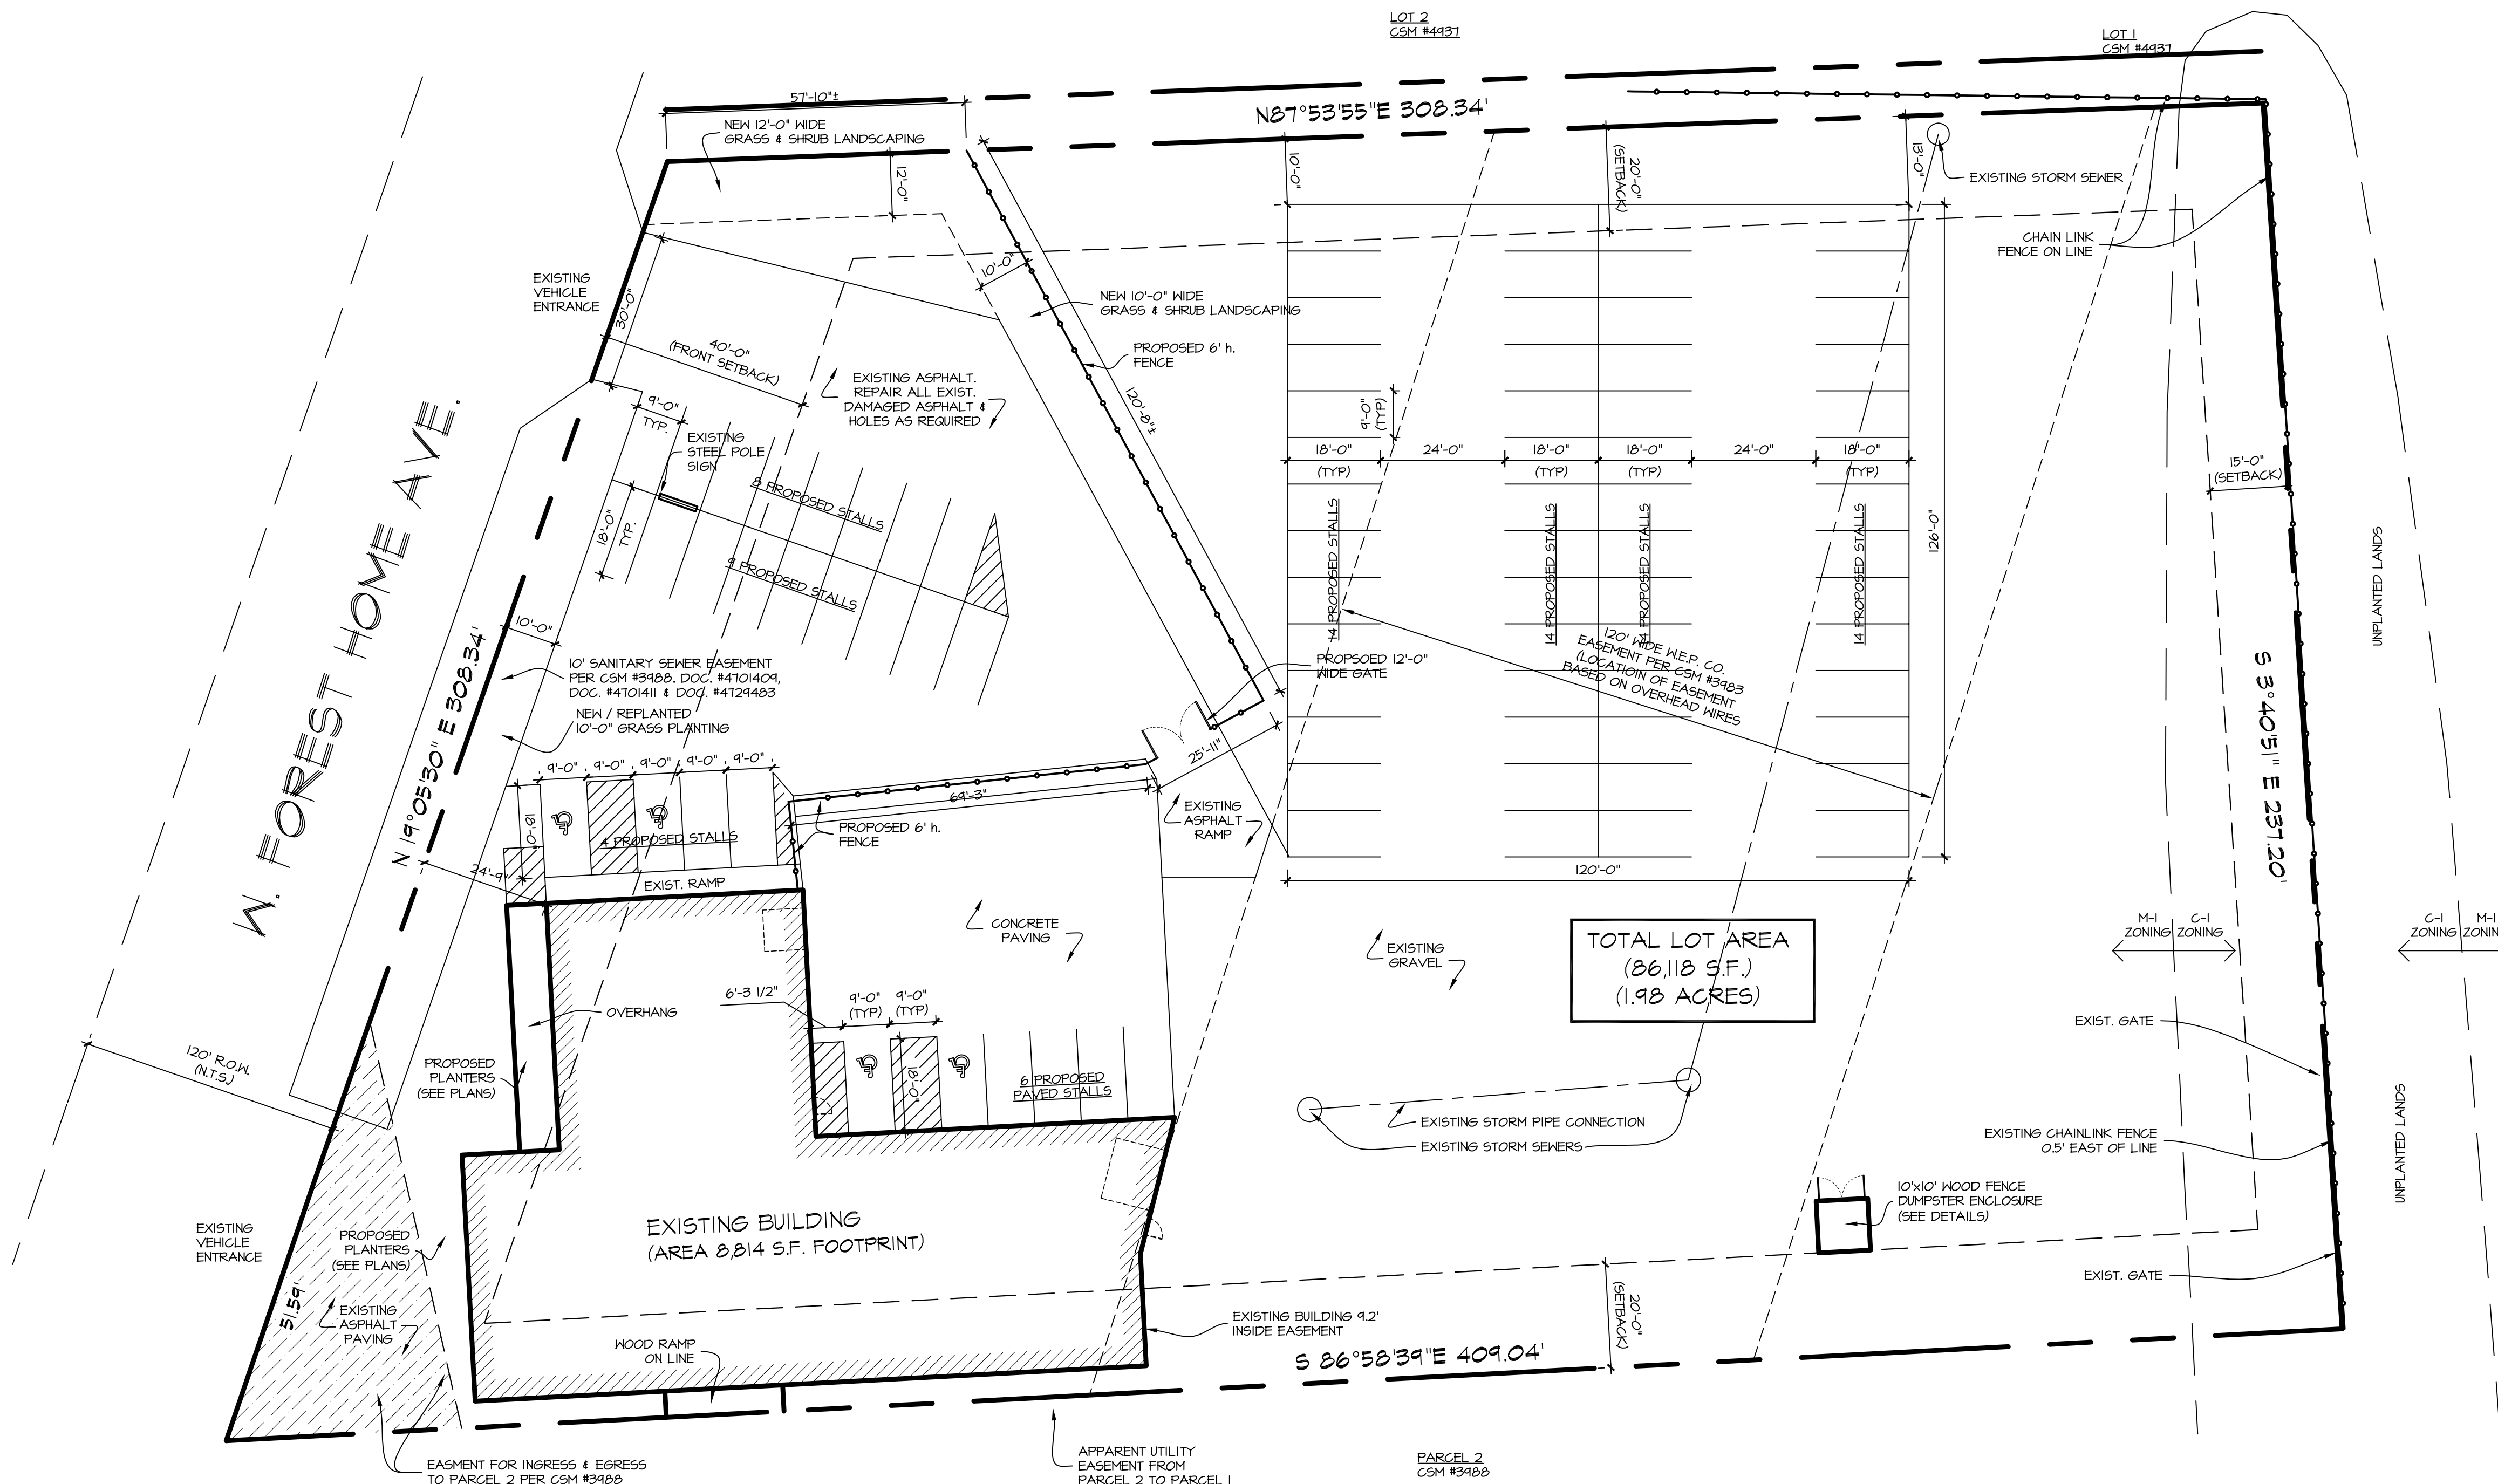 LOT 2
CSM #4937
LOT 1
CSM #4937
57'-10"±
N87°53'55"E 308.34'
NEW 12'-0" WIDE
GRASS & SHRUB LANDSCAPING
12'-0"
10'-0"
20'-0"
(SETBACK)
13'-0"
EXISTING STORM SEWER
CHAIN LINK
FENCE ON LINE
EXISTING
VEHICLE
ENTRANCE
30'-0"
40'-0"
(FRONT SETBACK)
10'-0"
NEW 10'-0" WIDE
GRASS & SHRUB LANDSCAPING
PROPOSED 6' h.
FENCE
EXISTING ASPHALT.
REPAIR ALL EXIST.
DAMAGED ASPHALT &
HOLES AS REQUIRED
120'-8"±
9'-0"
TYP.
EXISTING
STEEL POLE
SIGN
18'-0"
TYP.
8 PROPOSED STALLS
9 PROPOSED STALLS
9'-0"
(TYP)
18'-0"
(TYP)
24'-0"
18'-0"
(TYP)
18'-0"
(TYP)
24'-0"
18'-0"
(TYP)
14 PROPOSED STALLS
14 PROPOSED STALLS
14 PROPOSED STALLS
14 PROPOSED STALLS
126'-0"
15'-0"
(SETBACK)
UNPLANTED LANDS
W. FOREST HOME AVE.
N 19°05'30" E 308.34'
10'-0"
10' SANITARY SEWER EASEMENT
PER CSM #3988. DOC. #4701409,
DOC. #4701411 & DOC. #4729483
NEW / REPLANTED
10'-0" GRASS PLANTING
PROPSOED 12'-0"
WIDE GATE
120' WIDE W.E.P. CO.
EASEMENT PER CSM #3983
(LOCATIOIN OF EASEMENT
BASED ON OVERHEAD WIRES
S 3°40'51" E 237.20'
9'-0"
9'-0"
9'-0"
9'-0"
9'-0"
18'-0"
4 PROPOSED STALLS
24'-9"
EXIST. RAMP
69'-3"
25'-11"
PROPOSED 6' h.
FENCE
EXISTING
ASPHALT
RAMP
120'-0"
CONCRETE
PAVING
EXISTING
GRAVEL
TOTAL LOT AREA
(86,118 S.F.)
(1.98 ACRES)
M-1
ZONING
C-1
ZONING
C-1
ZONING
M-1
ZONIN
OVERHANG
6'-3 1/2"
9'-0"
(TYP)
9'-0"
(TYP)
18'-0"
6 PROPOSED
PAVED STALLS
120' R.O.W.
(N.T.S.)
PROPOSED
PLANTERS
(SEE PLANS)
EXIST. GATE
EXISTING STORM PIPE CONNECTION
EXISTING STORM SEWERS
EXISTING CHAINLINK FENCE
0.5' EAST OF LINE
UNPLANTED LANDS
10'x10' WOOD FENCE
DUMPSTER ENCLOSURE
(SEE DETAILS)
EXISTING BUILDING
(AREA 8,814 S.F. FOOTPRINT)
EXISTING
VEHICLE
ENTRANCE
PROPOSED
PLANTERS
(SEE PLANS)
51.59'
EXISTING
ASPHALT
PAVING
EXIST. GATE
20'-0"
(SETBACK)
EXISTING BUILDING 9.2'
INSIDE EASEMENT
WOOD RAMP
ON LINE
S 86°58'39"E 409.04'
EASMENT FOR INGRESS & EGRESS
TO PARCEL 2 PER CSM #3988
APPARENT UTILITY
EASEMENT FROM
PARCEL 2 TO PARCEL 1
PARCEL 2
CSM #3988